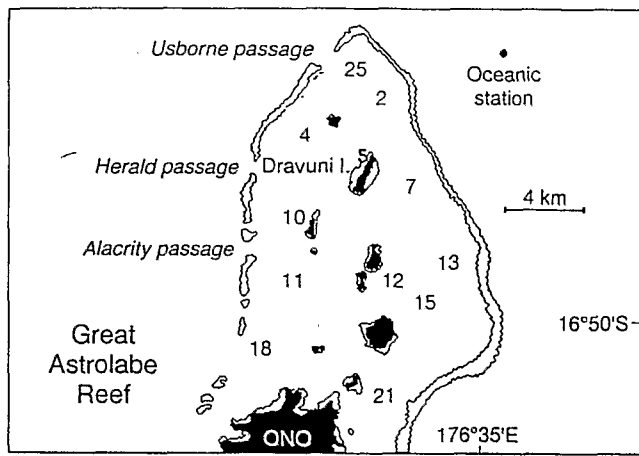 Usborne passage
25
2
Oceanic
station
4
5
Dravuni I.
Herald passage
7
4 km
10
Alacrity passage
11
12
13
15
16°50'S
18
Great
Astrolabe
Reef
21
ONO
176°35'E